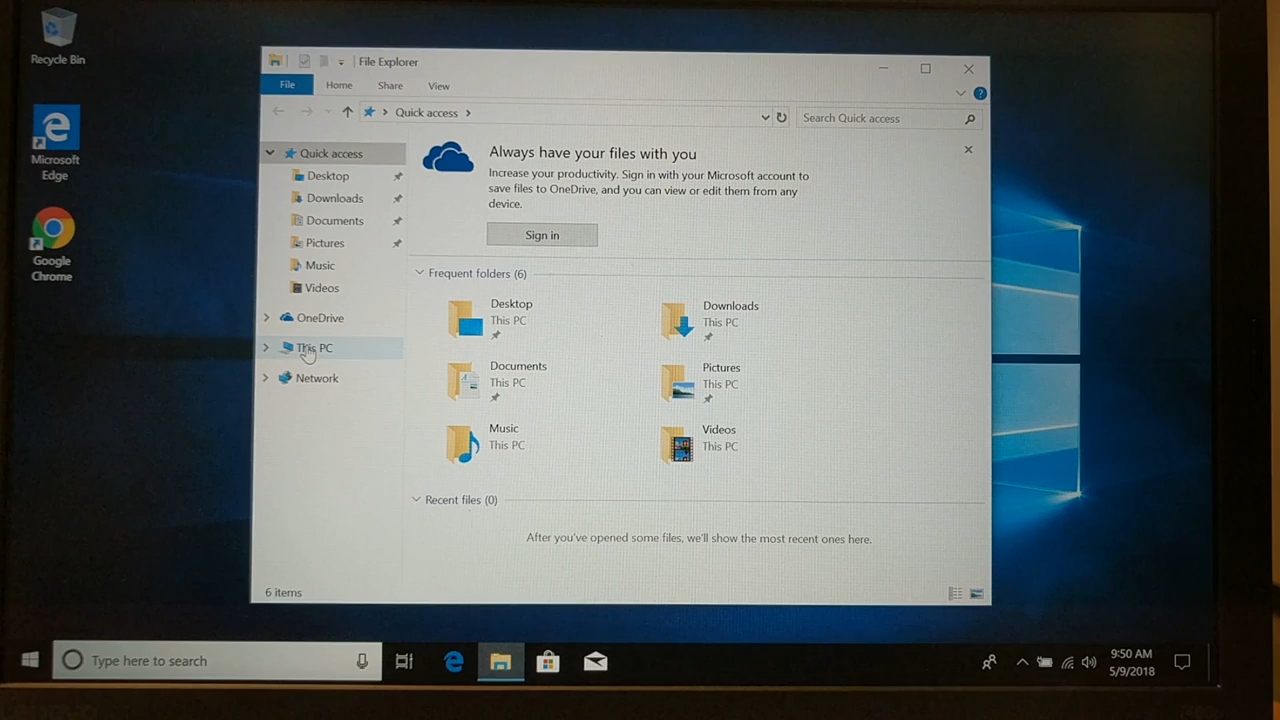 Recycle Bin
Microsoft
Edge
Google
Chrome
File Explorer
File
Home
Share
View
Quick access
Search Quick access
Quick access
Desktop
Downloads
Documents
Pictures
Music
Videos
OneDrive
This PC
Network
Always have your files with you
Increase your productivity. Sign in with your Microsoft account to
save files to OneDrive, and you can view or edit them from any
device.
Sign in
Frequent folders (6)
Desktop
This PC
Downloads
This PC
Documents
This PC
Pictures
This PC
Music
This PC
Videos
This PC
Recent files (0)
After you've opened some files, we'll show the most recent ones here.
6 items
Type here to search
9:50 AM
5/9/2018